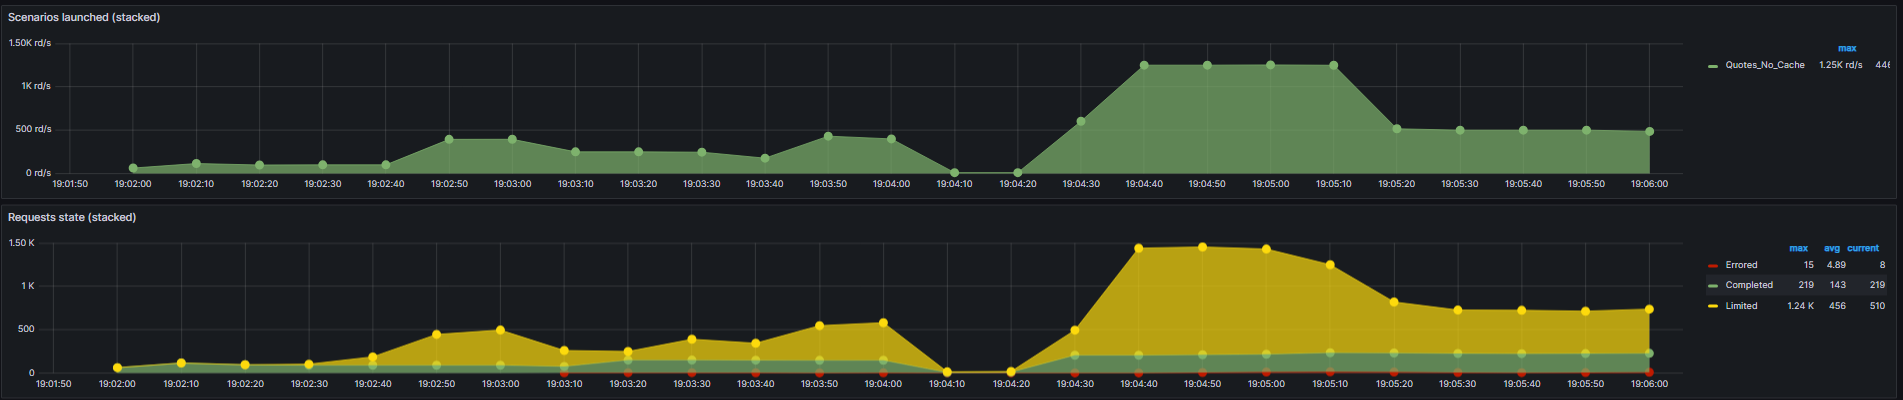 Scenarios launched (stacked)
1.50K rd/s
1K rd/s
500 rd/s
0 rd/s
19:01:50 19:02:00 19:02:10 19:02:20 19:02:30 19:02:40 19:02:50 19:03:00 19:03:10 19:03:20 19:03:30 19:03:40 19:03:50 19:04:00 19:04:10 19:04:20 19:04:30 19:04:40 19:04:50 19:05:00 19:05:10 19:05:20 19:05:30 19:05:40 19:05:50 19:06:00
max
Quotes_No_Cache 1.25K rd/s 446
Requests state (stacked)
1.50 K
1 K
500
0
19:01:50 19:02:00 19:02:10 19:02:20 19:02:30 19:02:40 19:02:50 19:03:00 19:03:10 19:03:20 19:03:30 19:03:40 19:03:50 19:04:00 19:04:10 19:04:20 19:04:30 19:04:40 19:04:50 19:05:00 19:05:10 19:05:20 19:05:30 19:05:40 19:05:50 19:06:00
max avg current
Errored 15 4.89 8
Completed 219 143 219
Limited 1.24 K 456 510